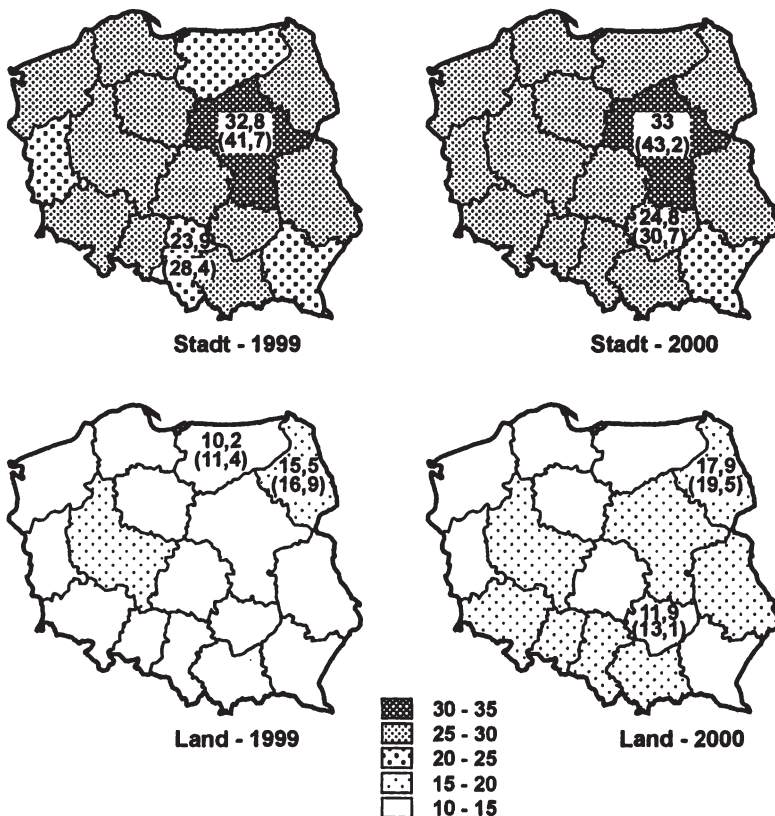 32,8
(41,7)
23,9
(28,4)
Stadt - 1999
33
(43,2)
24,8
(30,7)
Stadt - 2000
10,2
(11,4)
15,5
(16,9)
Land - 1999
17,9
(19,5)
11,9
(13,1)
Land - 2000
30 - 35
25 - 30
20 - 25
15 - 20
10 - 15